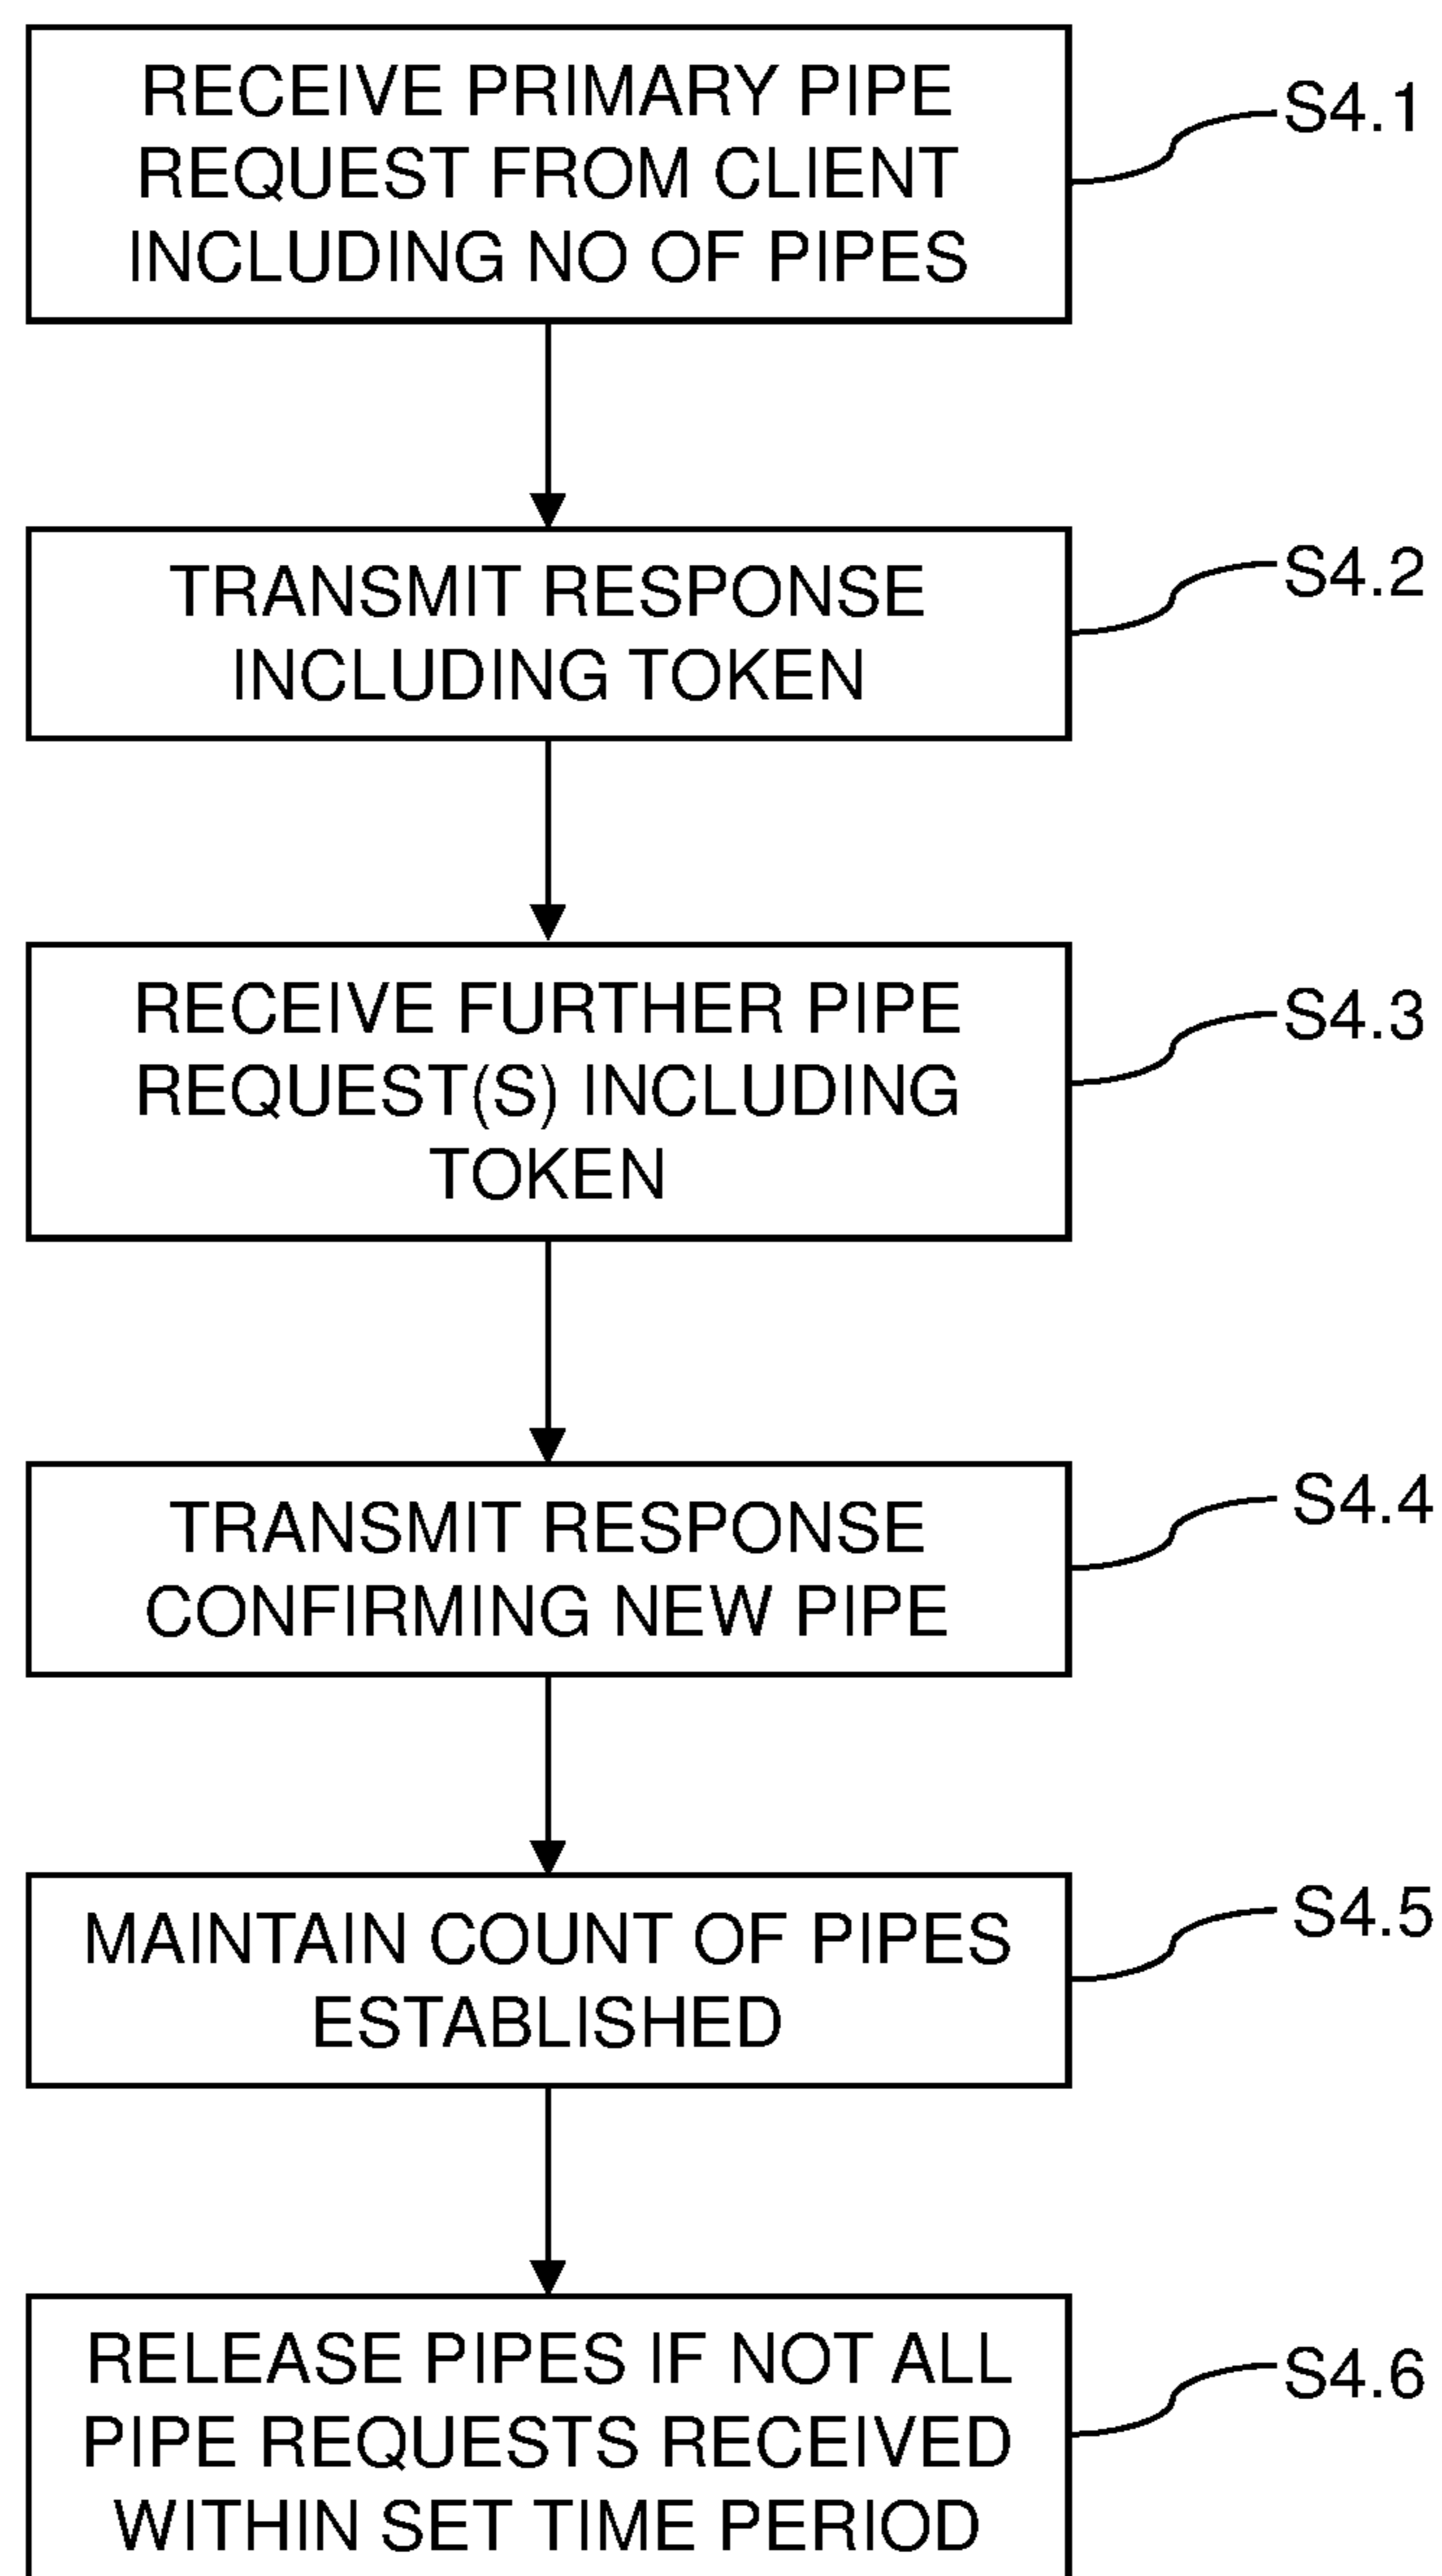 RECEIVE PRIMARY PIPE
REQUEST FROM CLIENT
INCLUDING NO OF PIPES
S4.1
TRANSMIT RESPONSE
INCLUDING TOKEN
S4.2
RECEIVE FURTHER PIPE
REQUEST(S) INCLUDING
TOKEN
S4.3
TRANSMIT RESPONSE
CONFIRMING NEW PIPE
S4.4
MAINTAIN COUNT OF PIPES
ESTABLISHED
S4.5
RELEASE PIPES IF NOT ALL
PIPE REQUESTS RECEIVED
WITHIN SET TIME PERIOD
S4.6